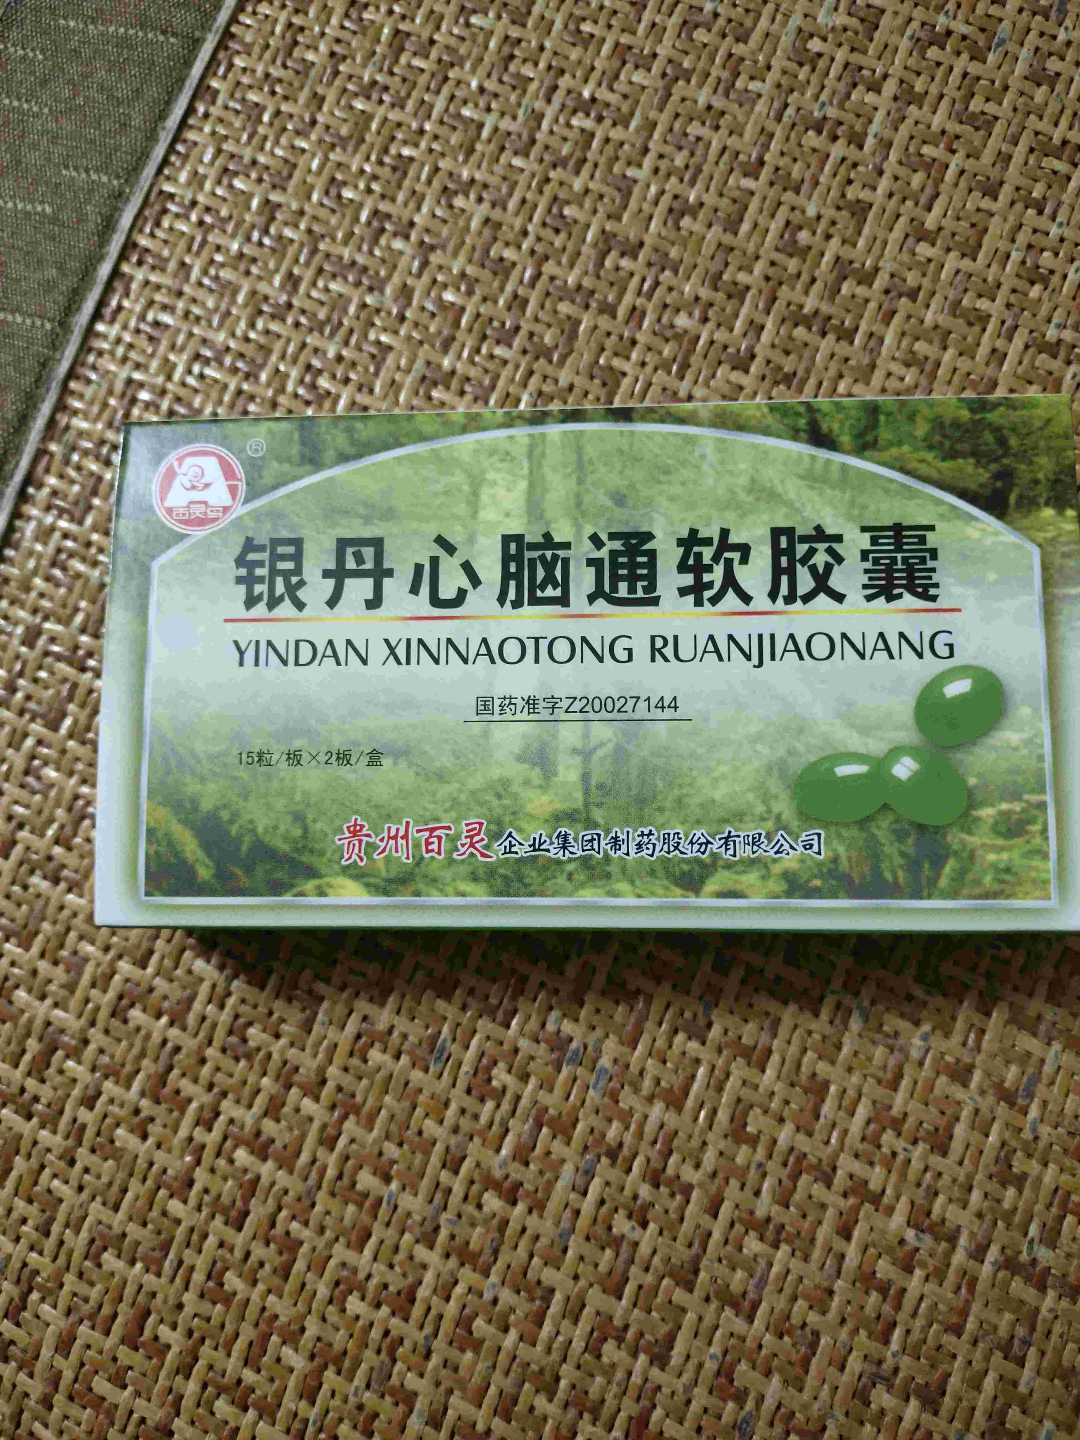 百灵鸟
®
银丹心脑通软胶囊
YINDAN XINNAOTONG RUANJIAONANG
国药准字Z20027144
15粒/板×2板/盒
贵州百灵企业集团制药股份有限公司